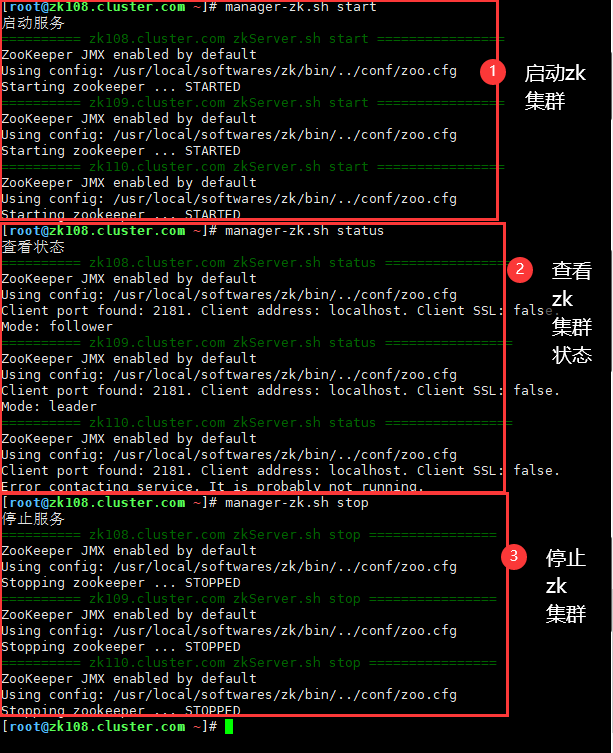 [root@zk108.cluster.com ~]# manager-zk.sh start
启动服务
========== zk108.cluster.com zkServer.sh start ================
ZooKeeper JMX enabled by default
Using config: /usr/local/softwares/zk/bin/../conf/zoo.cfg
Starting zookeeper ... STARTED
========== zk109.cluster.com zkServer.sh start ================
ZooKeeper JMX enabled by default
Using config: /usr/local/softwares/zk/bin/../conf/zoo.cfg
Starting zookeeper ... STARTED
========== zk110.cluster.com zkServer.sh start ================
ZooKeeper JMX enabled by default
Using config: /usr/local/softwares/zk/bin/../conf/zoo.cfg
Starting zookeeper ... STARTED
1
启动zk
集群
[root@zk108.cluster.com ~]# manager-zk.sh status
查看状态
========== zk108.cluster.com zkServer.sh status ================
ZooKeeper JMX enabled by default
Using config: /usr/local/softwares/zk/bin/../conf/zoo.cfg
Client port found: 2181. Client address: localhost. Client SSL: false.
Mode: follower
========== zk109.cluster.com zkServer.sh status ================
ZooKeeper JMX enabled by default
Using config: /usr/local/softwares/zk/bin/../conf/zoo.cfg
Client port found: 2181. Client address: localhost. Client SSL: false.
Mode: leader
========== zk110.cluster.com zkServer.sh status ================
ZooKeeper JMX enabled by default
Using config: /usr/local/softwares/zk/bin/../conf/zoo.cfg
Client port found: 2181. Client address: localhost. Client SSL: false.
Error contacting service. It is probably not running.
2
查看
zk
集群
状态
[root@zk108.cluster.com ~]# manager-zk.sh stop
停止服务
========== zk108.cluster.com zkServer.sh stop ================
ZooKeeper JMX enabled by default
Using config: /usr/local/softwares/zk/bin/../conf/zoo.cfg
Stopping zookeeper ... STOPPED
========== zk109.cluster.com zkServer.sh stop ================
ZooKeeper JMX enabled by default
Using config: /usr/local/softwares/zk/bin/../conf/zoo.cfg
Stopping zookeeper ... STOPPED
========== zk110.cluster.com zkServer.sh stop ================
ZooKeeper JMX enabled by default
Using config: /usr/local/softwares/zk/bin/../conf/zoo.cfg
Stopping zookeeper ... STOPPED
3
停止
zk
集群
[root@zk108.cluster.com ~]#